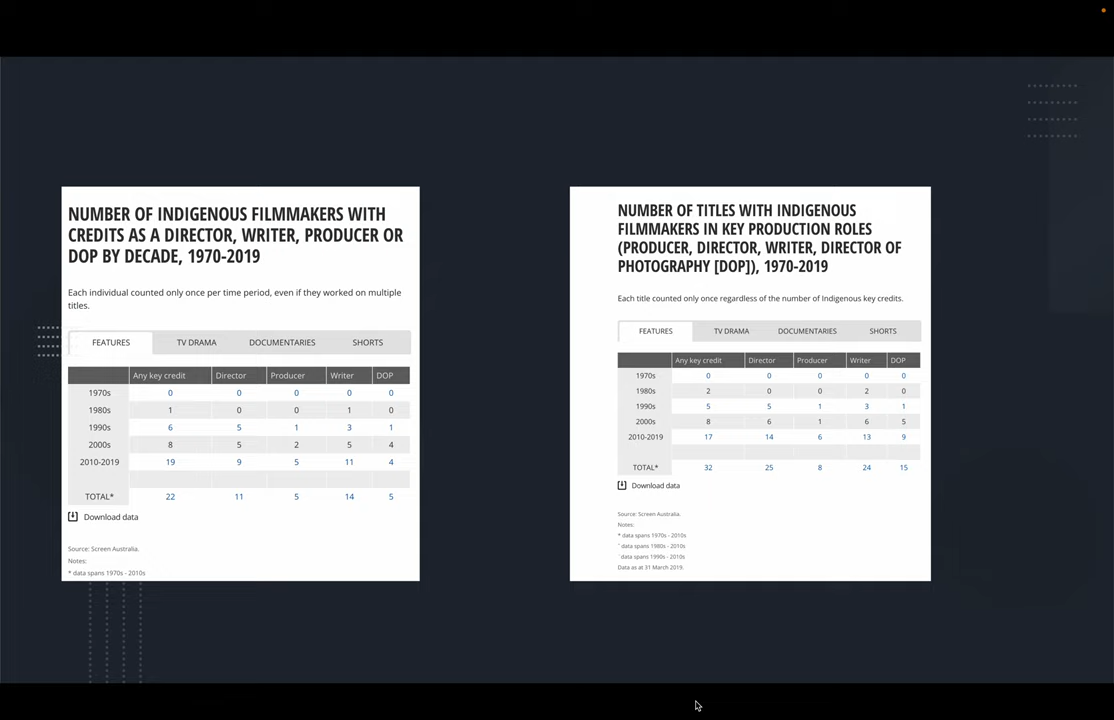 NUMBER OF INDIGENOUS FILMMAKERS WITH
CREDITS AS A DIRECTOR, WRITER, PRODUCER OR
DOP BY DECADE, 1970-2019
Each individual counted only once per time period, even if they worked on multiple
titles.
FEATURES TV DRAMA DOCUMENTARIES SHORTS
Any key credit Director Producer Writer DOP
1970s 0 0 0 0 0
1980s 1 0 0 1 0
1990s 6 5 1 3 1
2000s 8 5 2 5 4
2010-2019 19 9 5 11 4
TOTAL* 22 11 5 14 5
Download data
Source: Screen Australia.
Notes:
* data spans 1970s - 2010s
NUMBER OF TITLES WITH INDIGENOUS
FILMMAKERS IN KEY PRODUCTION ROLES
(PRODUCER, DIRECTOR, WRITER, DIRECTOR OF
PHOTOGRAPHY [DOP]), 1970-2019
Each title counted only once regardless of the number of Indigenous key credits.
FEATURES TV DRAMA DOCUMENTARIES SHORTS
Any key credit Director Producer Writer DOP
1970s 0 0 0 0 0
1980s 2 0 0 2 0
1990s 5 5 1 3 1
2000s 8 6 1 6 5
2010-2019 17 14 6 13 9
TOTAL* 32 25 8 24 15
Download data
Source: Screen Australia.
Notes:
* data spans 1970s - 2010s
data spans 1980s - 2010s
data spans 1990s - 2010s
Data as at 31 March 2019.